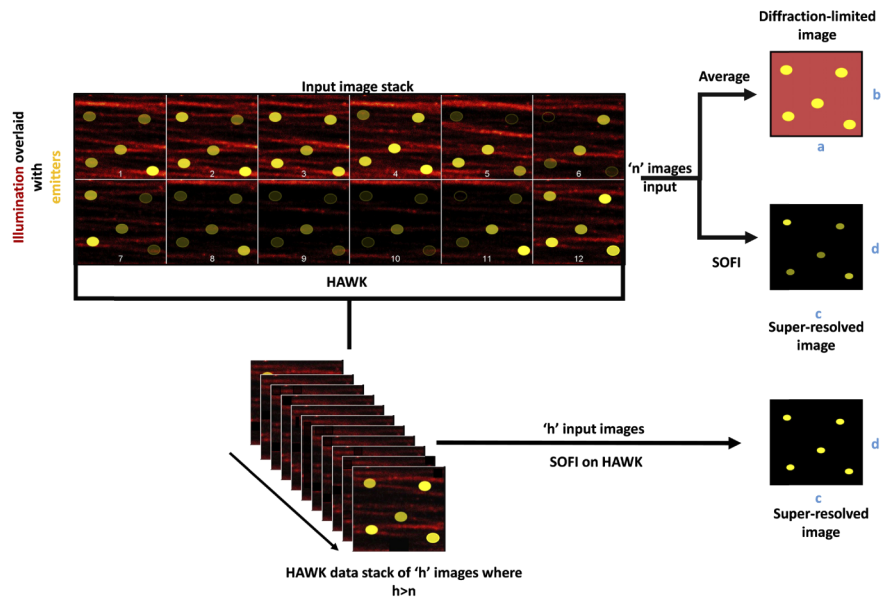 Diffraction-limited
image
Input image stack
Average
b
a
Illumination overlaid
with
emitters
1 2 3 4 5 6
7 8 9 10 11 12
'n' images
input
SOFI
d
c
Super-resolved
image
HAWK
'h' input images
SOFI on HAWK
d
c
Super-resolved
image
HAWK data stack of 'h' images where
h>n